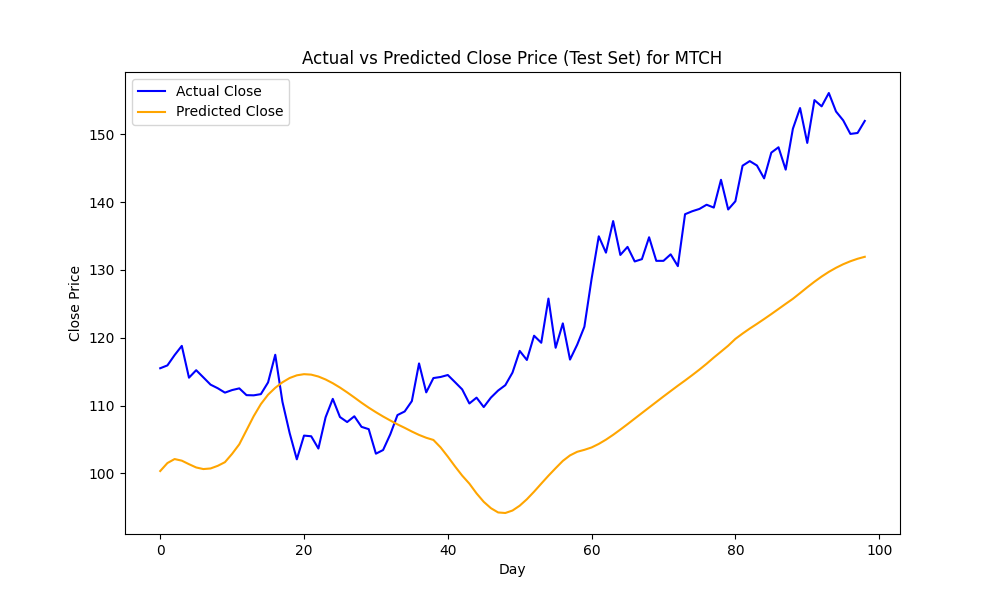 Actual vs Predicted Close Price (Test Set) for MTCH
Actual Close
Predicted Close
Close Price
150
140
130
120
110
100
0 20 40 60 80 100
Day